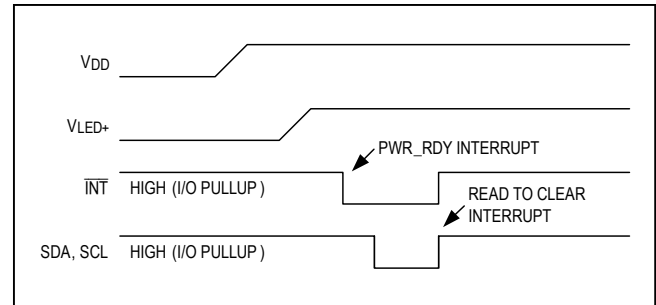 VDD
VLED+
PWR_RDY INTERRUPT
INT HIGH (I/O PULLUP)
READ TO CLEAR
INTERRUPT
SDA, SCL HIGH (I/O PULLUP)